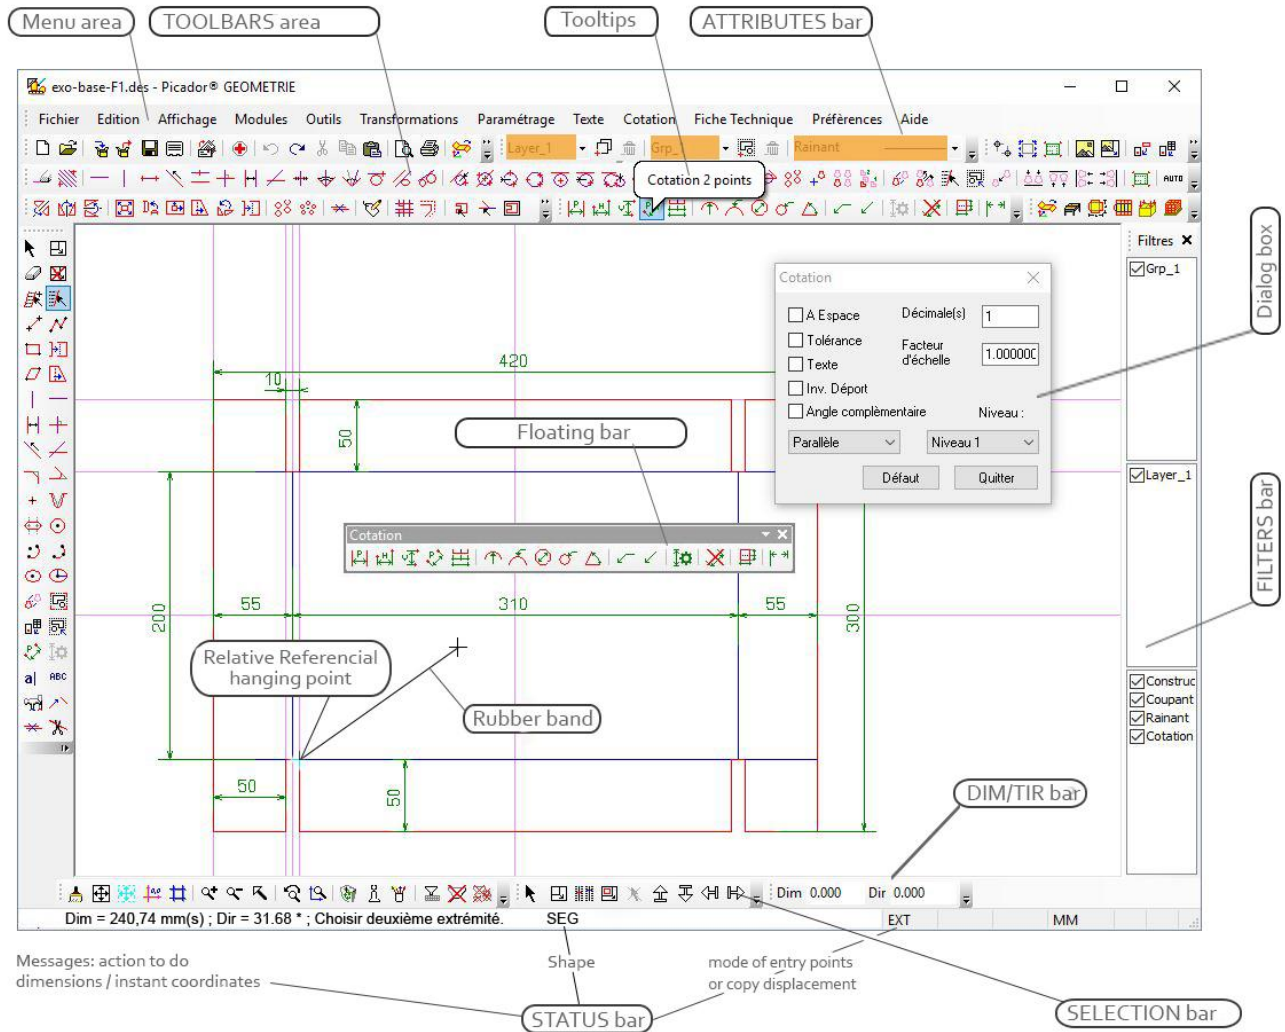 Menu area
TOOLBARS area
Tooltips
ATTRIBUTES bar
exo-base-F1.des - Picador® GEOMETRIE
Fichier Edition Affichage Modules Outils Transformations Paramétrage Texte Cotation Fiche Technique Préfèrences Aide
Layer_1
Grp_1
Rainant
Cotation 2 points
AUTO
Filtres
Grp_1
Dialog box
Cotation
A Espace
Décimale(s)
1
Tolérance
Facteur
d'échelle
1.000000
Texte
Inv. Déport
Angle complèmentaire
Niveau :
Parallèle
Niveau 1
Défaut
Quitter
420
10
50
Floating bar
Layer_1
FILTERS bar
Cotation
200
55
310
55
300
Relative Referencial
hanging point
Rubber band
a|
ABC
Construc
Coupant
Rainant
Cotation
50
50
DIM/TIR bar
Dim 0.000
Dir 0.000
Dim = 240,74 mm(s) ; Dir = 31.68 * ; Choisir deuxième extrémité.
SEG
EXT
MM
Messages: action to do
dimensions / instant coordinates
Shape
mode of entry points
or copy displacement
STATUS bar
SELECTION bar